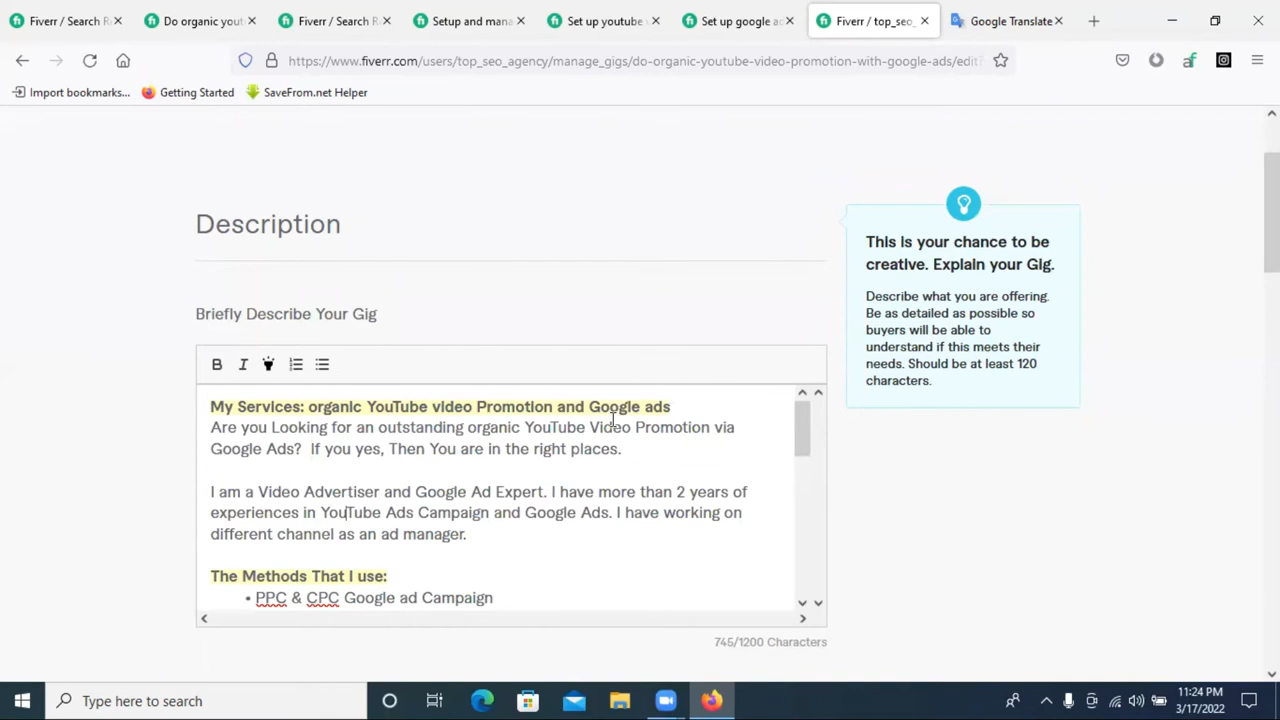 Fiverr / Search Re
Do organic yout
Fiverr / Search Re
Setup and mana
Set up youtube v
Set up google ad
Fiverr / top_seo_
Google Translate
https://www.fiverr.com/users/top_seo_agency/manage_gigs/do-organic-youtube-video-promotion-with-google-ads/edit?
Import bookmarks...
Getting Started
SaveFrom.net Helper
Description
Briefly Describe Your Gig
My Services: organic YouTube video Promotion and Google ads
Are you Looking for an outstanding organic YouTube Video Promotion via
Google Ads?  If you yes, Then You are in the right places.
I am a Video Advertiser and Google Ad Expert. I have more than 2 years of
experiences in YouTube Ads Campaign and Google Ads. I have working on
different channel as an ad manager.
The Methods That I use:
• PPC & CPC Google ad Campaign
745/1200 Characters
This is your chance to be
creative. Explain your Gig.
Describe what you are offering.
Be as detailed as possible so
buyers will be able to
understand if this meets their
needs. Should be at least 120
characters.
Type here to search
11:24 PM
3/17/2022